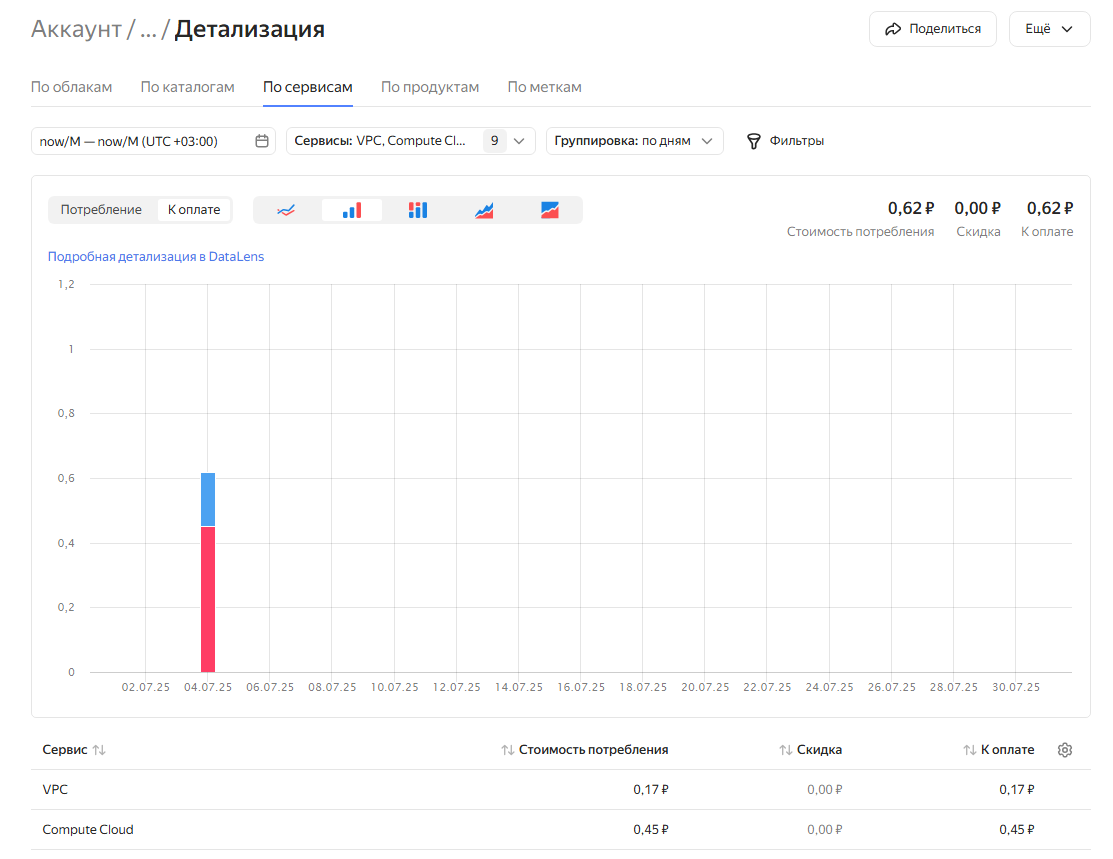 Аккаунт / ... / Детализация
Поделиться
Ещё
По облакам По каталогам По сервисам По продуктам По меткам
now/M — now/M (UTC +03:00) Сервисы: VPC, Compute Cl... 9 Группировка: по дням Фильтры
Потребление К оплате
0,62 ₽ 0,00 ₽ 0,62 ₽
Стоимость потребления Скидка К оплате
Подробная детализация в DataLens
1,2
1
0,8
0,6
0,4
0,2
0
02.07.25 04.07.25 06.07.25 08.07.25 10.07.25 12.07.25 14.07.25 16.07.25 18.07.25 20.07.25 22.07.25 24.07.25 26.07.25 28.07.25 30.07.25
Сервис Стоимость потребления Скидка К оплате
VPC 0,17 ₽ 0,00 ₽ 0,17 ₽
Compute Cloud 0,45 ₽ 0,00 ₽ 0,45 ₽